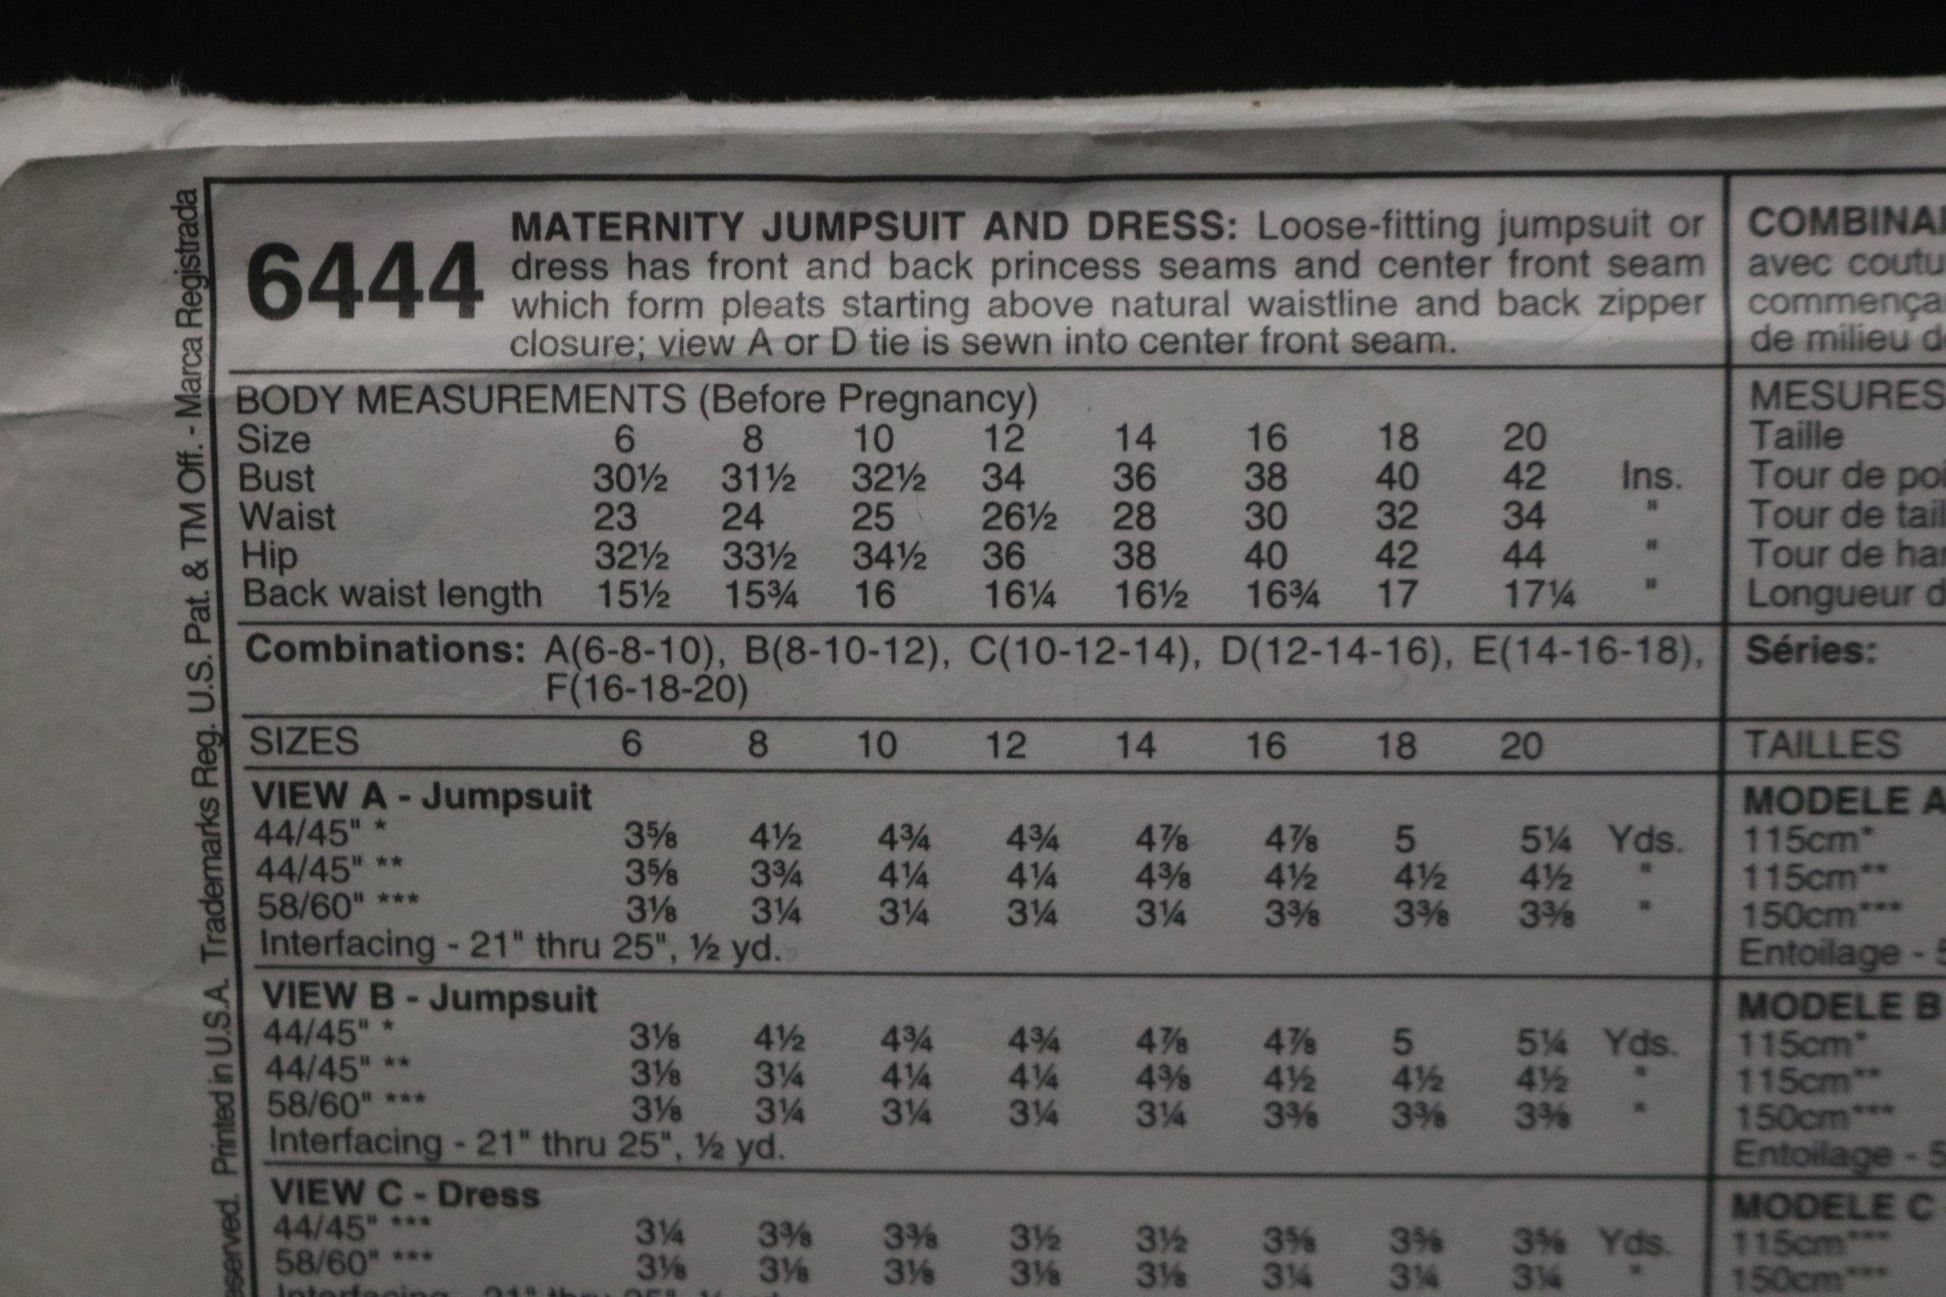 6444
MATERNITY JUMPSUIT AND DRESS: Loose-fitting jumpsuit or
dress has front and back princess seams and center front seam
which form pleats starting above natural waistline and back zipper
closure; view A or D tie is sewn into center front seam.
BODY MEASUREMENTS (Before Pregnancy)
Size 6 8 10 12 14 16 18 20
Bust 30½ 31½ 32½ 34 36 38 40 42 Ins.
Waist 23 24 25 26½ 28 30 32 34 "
Hip 32½ 33½ 34½ 36 38 40 42 44 "
Back waist length 15½ 15¾ 16 16¼ 16½ 16¾ 17 17¼ "
Combinations: A(6-8-10), B(8-10-12), C(10-12-14), D(12-14-16), E(14-16-18),
F(16-18-20)
SIZES 6 8 10 12 14 16 18 20
VIEW A - Jumpsuit
44/45" * 3⅝ 4½ 4¾ 4¾ 4⅞ 4⅞ 5 5¼ Yds.
44/45" ** 3⅝ 3¾ 4¼ 4¼ 4⅜ 4½ 4½ 4½ "
58/60" *** 3⅛ 3¼ 3¼ 3¼ 3¼ 3⅜ 3⅜ 3⅜ "
Interfacing - 21" thru 25", ½ yd.
VIEW B - Jumpsuit
44/45" * 3⅛ 4½ 4¾ 4¾ 4⅞ 4⅞ 5 5¼ Yds.
44/45" ** 3⅛ 3¼ 4¼ 4¼ 4⅜ 4½ 4½ 4½ "
58/60" *** 3⅛ 3¼ 3¼ 3¼ 3¼ 3⅜ 3⅜ 3⅜ "
Interfacing - 21" thru 25", ½ yd.
VIEW C - Dress
44/45" *** 3¼ 3⅜ 3⅜ 3½ 3½ 3⅝ 3⅝ 3⅝ Yds.
58/60" *** 3⅛ 3⅛ 3⅛ 3⅛ 3⅛ 3¼ 3¼ 3¼ "
COMBINA
avec coutu
commença
de milieu d
MESURES
Taille
Tour de poi
Tour de tail
Tour de ha
Longueur d
Séries:
TAILLES
MODELE A
115cm*
115cm**
150cm***
Entoilage - 5
MODELE B
115cm*
115cm**
150cm***
Entoilage - 5
MODELE C
115cm***
150cm***
eserved. Printed in U.S.A. Trademarks Reg. U.S. Pat. & TM Off. - Marca Registrada